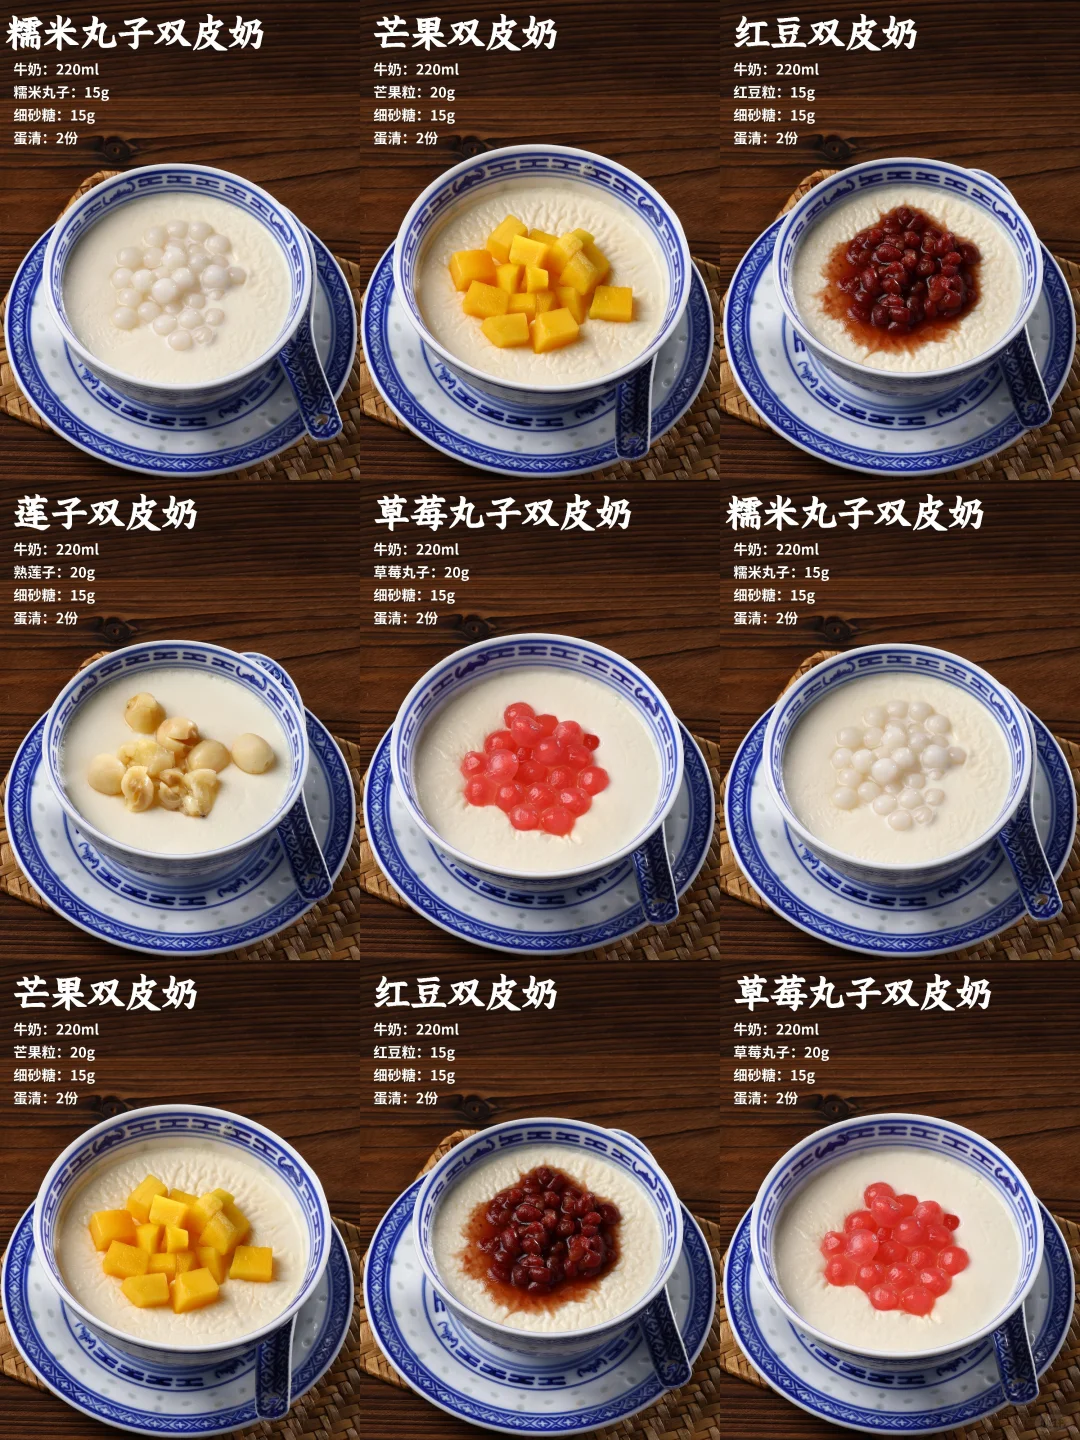 糯米丸子双皮奶
牛奶：220ml
糯米丸子：15g
细砂糖：15g
蛋清：2份
芒果双皮奶
牛奶：220ml
芒果粒：20g
细砂糖：15g
蛋清：2份
红豆双皮奶
牛奶：220ml
红豆粒：15g
细砂糖：15g
蛋清：2份
莲子双皮奶
牛奶：220ml
熟莲子：20g
细砂糖：15g
蛋清：2份
草莓丸子双皮奶
牛奶：220ml
草莓丸子：20g
细砂糖：15g
蛋清：2份
糯米丸子双皮奶
牛奶：220ml
糯米丸子：15g
细砂糖：15g
蛋清：2份
芒果双皮奶
牛奶：220ml
芒果粒：20g
细砂糖：15g
蛋清：2份
红豆双皮奶
牛奶：220ml
红豆粒：15g
细砂糖：15g
蛋清：2份
草莓丸子双皮奶
牛奶：220ml
草莓丸子：20g
细砂糖：15g
蛋清：2份